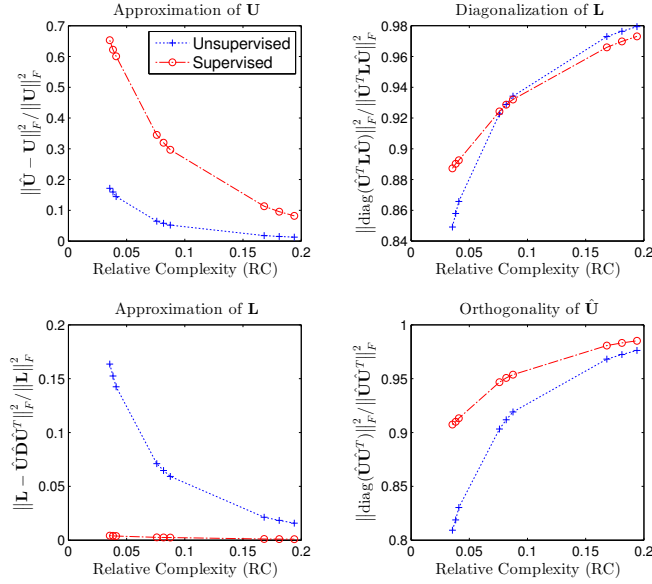 Approximation of U
||Û − U||²_F/||U||²_F
0.7
0.6
0.5
0.4
0.3
0.2
0.1
0
Unsupervised
Supervised
0 0.05 0.1 0.15 0.2
Relative Complexity (RC)
Diagonalization of L
||diag(Û^T LÛ)||²_F/||Û^T LÛ||²_F
0.98
0.96
0.94
0.92
0.9
0.88
0.86
0.84
0 0.05 0.1 0.15 0.2
Relative Complexity (RC)
Approximation of L
||L − ÛD̂Û^T||²_F/||L||²_F
0.2
0.15
0.1
0.05
0
0 0.05 0.1 0.15 0.2
Relative Complexity (RC)
Orthogonality of Û
||diag(ÛÛ^T)||²_F/||ÛÛ^T||²_F
1
0.95
0.9
0.85
0.8
0 0.05 0.1 0.15 0.2
Relative Complexity (RC)